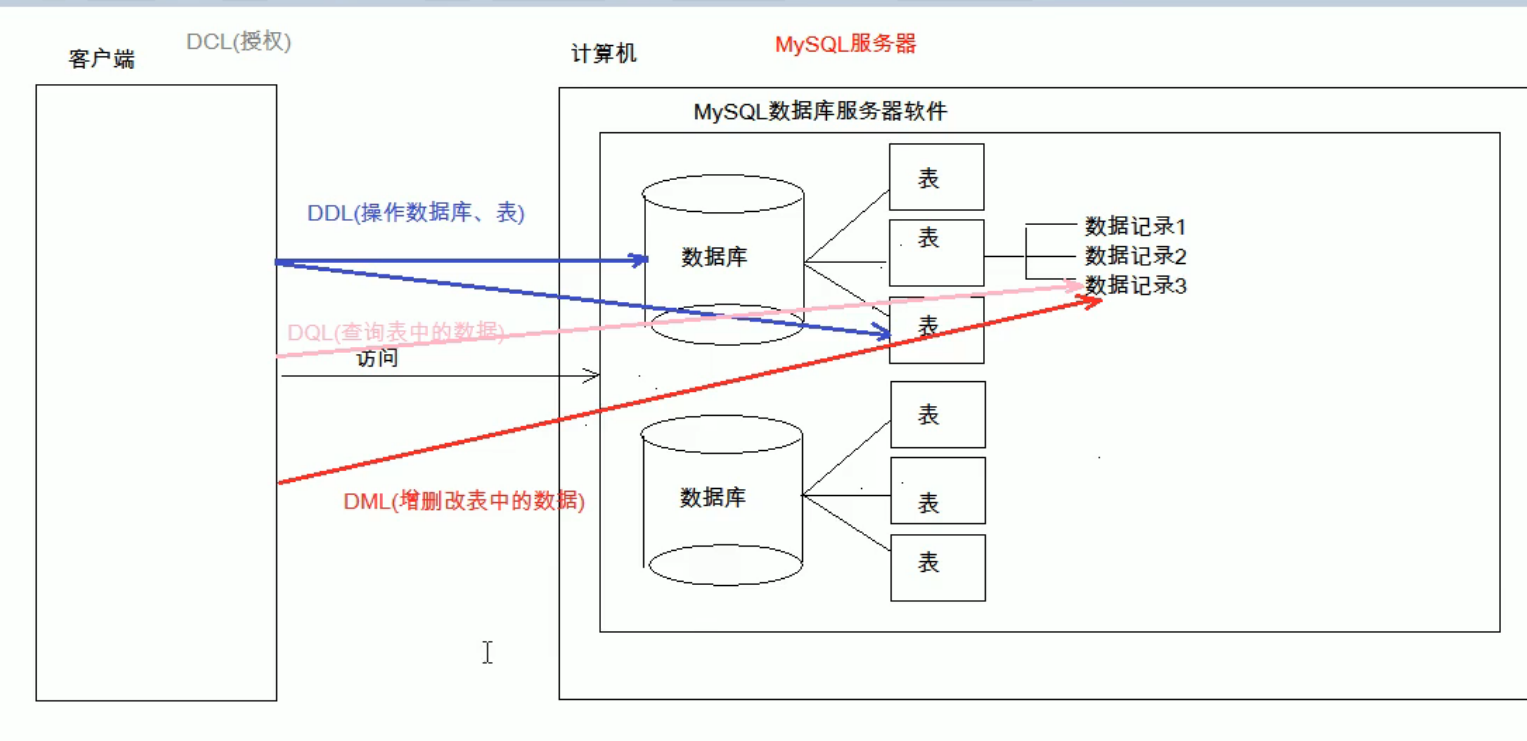 DCL(授权)
客户端
计算机
MySQL服务器
MySQL数据库服务器软件
表
DDL(操作数据库、表)
数据库
表
数据记录1
数据记录2
数据记录3
DQL(查询表中的数据)
表
访问
表
DML(增删改表中的数据)
数据库
表
表